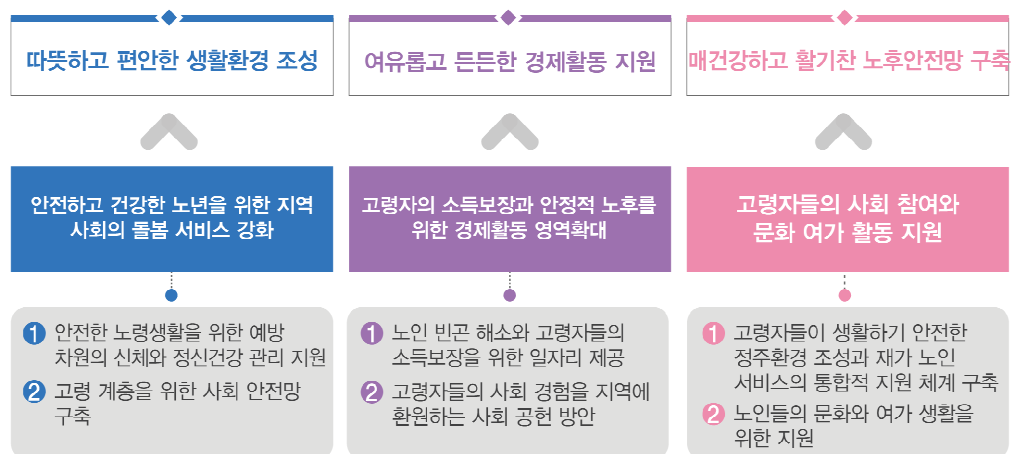 따뜻하고 편안한 생활환경 조성
여유롭고 든든한 경제활동 지원
매건강하고 활기찬 노후안전망 구축
안전하고 건강한 노년을 위한 지역
사회의 돌봄 서비스 강화
고령자의 소득보장과 안정적 노후를
위한 경제활동 영역확대
고령자들의 사회 참여와
문화 여가 활동 지원
1 안전한 노령생활을 위한 예방
차원의 신체와 정신건강 관리 지원
2 고령 계층을 위한 사회 안전망
구축
1 노인 빈곤 해소와 고령자들의
소득보장을 위한 일자리 제공
2 고령자들의 사회 경험을 지역에
환원하는 사회 공헌 방안
1 고령자들이 생활하기 안전한
정주환경 조성과 재가 노인
서비스의 통합적 지원 체계 구축
2 노인들의 문화와 여가 생활을
위한 지원